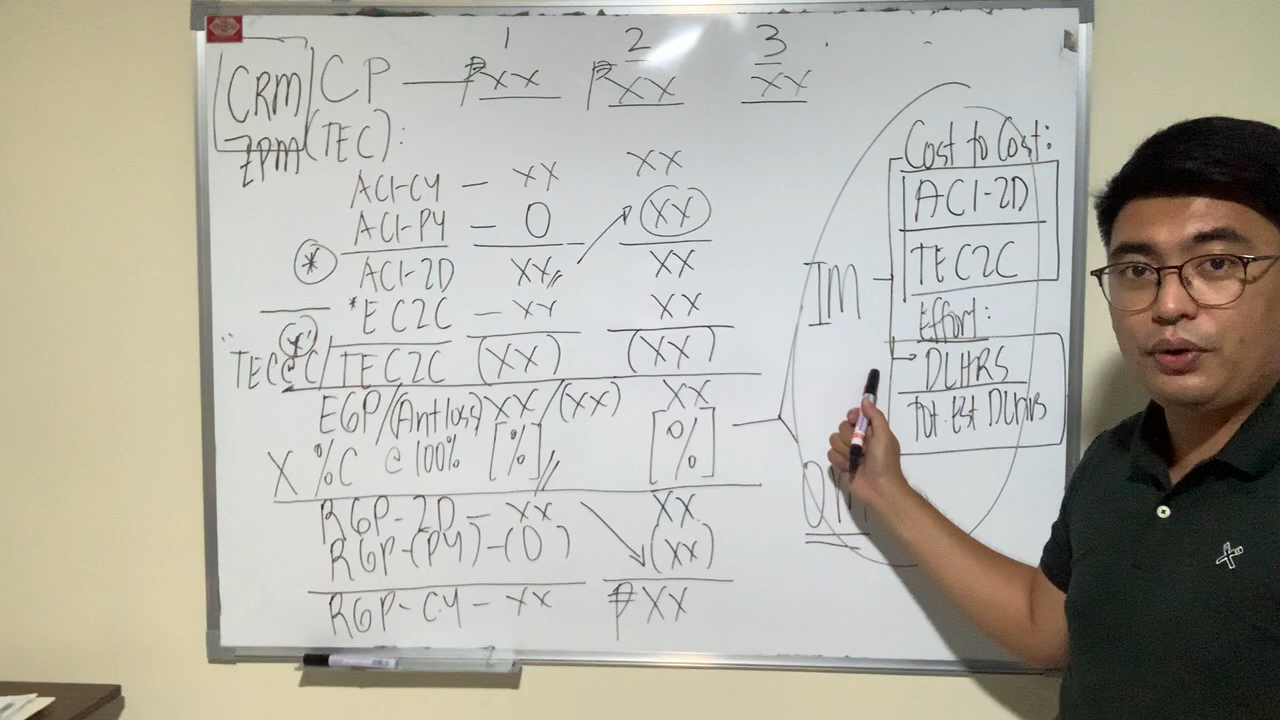 1 2 3
CRM CP — ₱XX ₱XX XX
ZPM (TEC):
ACI-CY — XX XX
ACI-PY — 0 (XX)
* ACI-2D XX XX
*EC2C — XX XX
TEC2C (XX) (XX)
EGP/(Antloss) XX/(XX) XX
X %C @ 100% [%] [%]
RGP-2D — XX XX
RGP-(PY) -(0) (XX)
RGP-CY — XX ₱XX
IM
Cost to Cost:
ACI-2D
TEC2C
Effort:
DLHRS
Tot. Est DLhrs